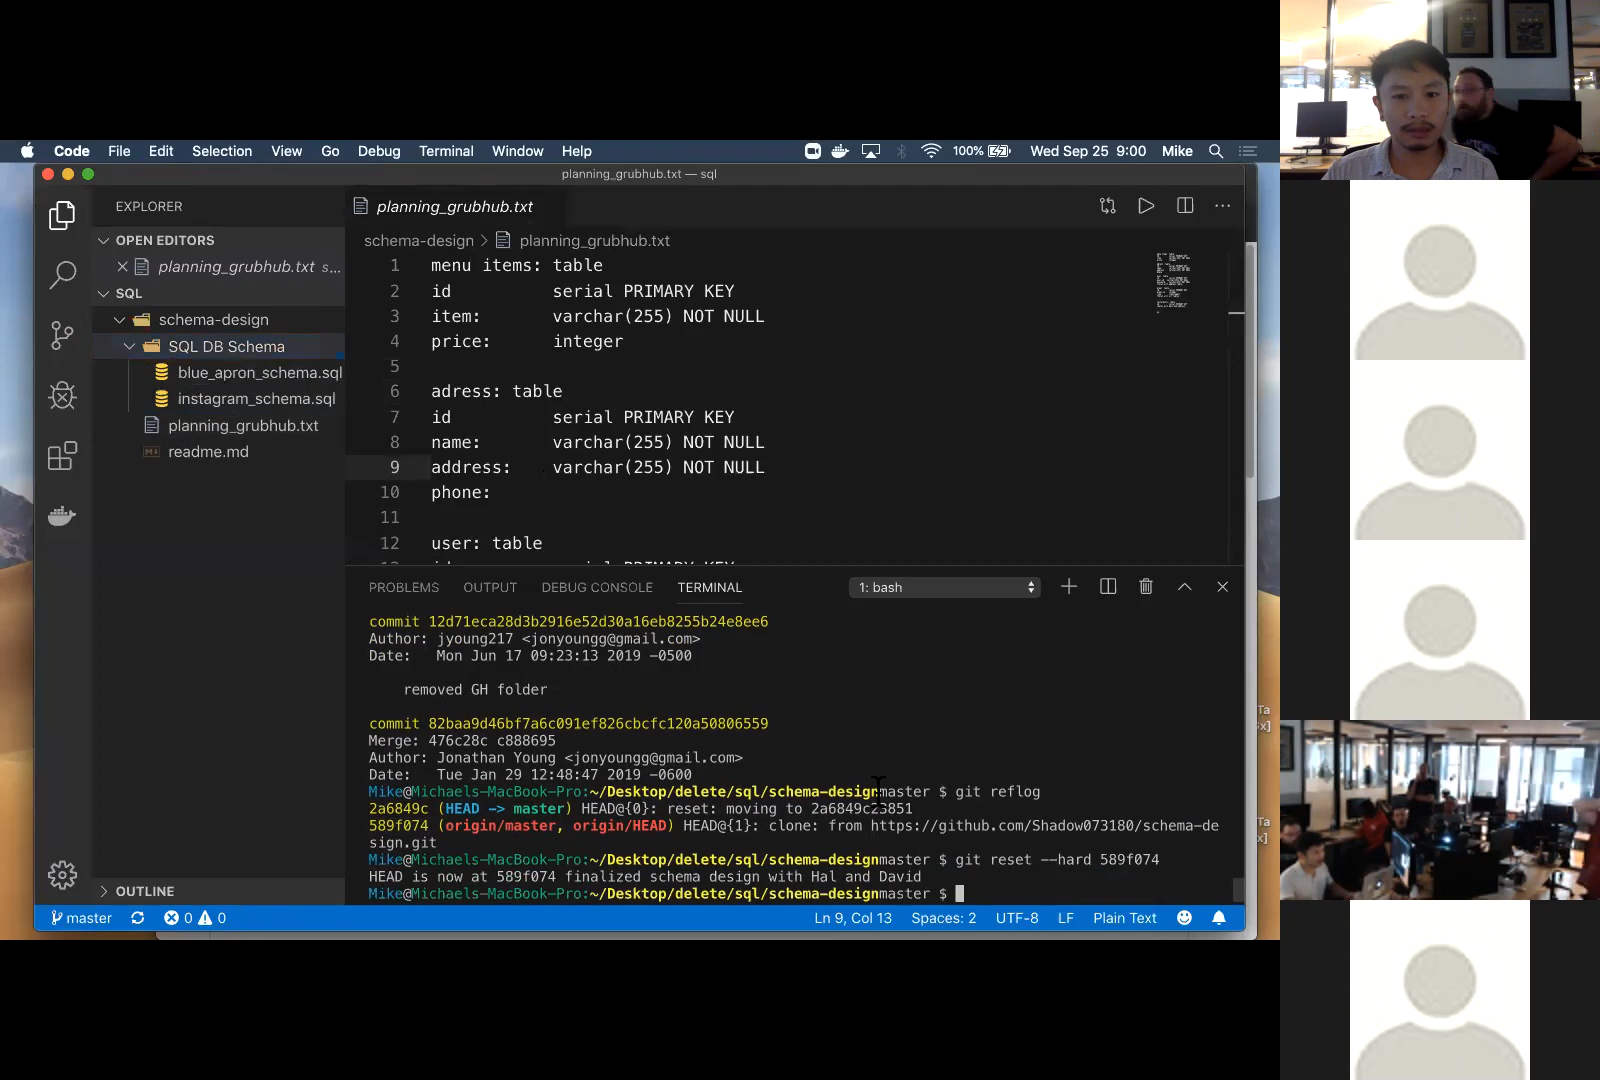 Code File Edit Selection View Go Debug Terminal Window Help 100% Wed Sep 25 9:00 Mike
planning_grubhub.txt — sql
EXPLORER
OPEN EDITORS
planning_grubhub.txt s...
SQL
schema-design
SQL DB Schema
blue_apron_schema.sql
instagram_schema.sql
planning_grubhub.txt
readme.md
OUTLINE
planning_grubhub.txt
schema-design > planning_grubhub.txt
1 menu items: table
2 id serial PRIMARY KEY
3 item: varchar(255) NOT NULL
4 price: integer
5
6 adress: table
7 id serial PRIMARY KEY
8 name: varchar(255) NOT NULL
9 address: varchar(255) NOT NULL
10 phone:
11
12 user: table
PROBLEMS OUTPUT DEBUG CONSOLE TERMINAL 1: bash
commit 12d71eca28d3b2916e52d30a16eb8255b24e8ee6
Author: jyoung217 <jonyoungg@gmail.com>
Date: Mon Jun 17 09:23:13 2019 -0500
removed GH folder
commit 82baa9d46bf7a6c091ef826cbcfc120a50806559
Merge: 476c28c c888695
Author: Jonathan Young <jonyoungg@gmail.com>
Date: Tue Jan 29 12:48:47 2019 -0600
Mike@Michaels-MacBook-Pro:~/Desktop/delete/sql/schema-designmaster $ git reflog
2a6849c (HEAD -> master) HEAD@{0}: reset: moving to 2a6849c23851
589f074 (origin/master, origin/HEAD) HEAD@{1}: clone: from https://github.com/Shadow073180/schema-de
sign.git
Mike@Michaels-MacBook-Pro:~/Desktop/delete/sql/schema-designmaster $ git reset --hard 589f074
HEAD is now at 589f074 finalized schema design with Hal and David
Mike@Michaels-MacBook-Pro:~/Desktop/delete/sql/schema-designmaster $
master 0 0 Ln 9, Col 13 Spaces: 2 UTF-8 LF Plain Text